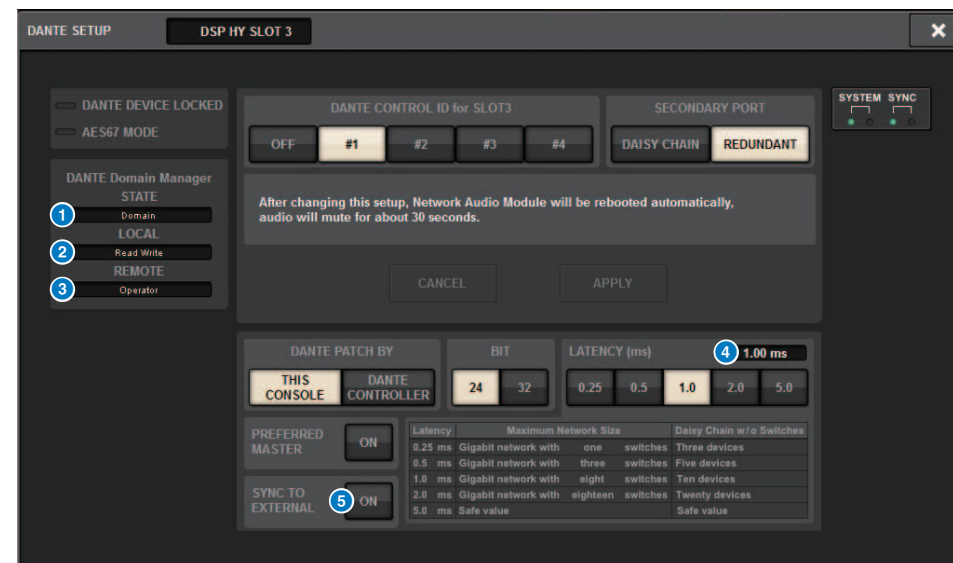 DANTE SETUP
DSP HY SLOT 3
×
DANTE DEVICE LOCKED
AES67 MODE
DANTE Domain Manager
STATE
1
Domain
LOCAL
2
Read Write
REMOTE
3
Operator
DANTE CONTROL ID for SLOT3
OFF #1 #2 #3 #4
SECONDARY PORT
DAISY CHAIN REDUNDANT
SYSTEM SYNC
After changing this setup, Network Audio Module will be rebooted automatically,
audio will mute for about 30 seconds.
CANCEL APPLY
DANTE PATCH BY
THIS CONSOLE
DANTE CONTROLLER
BIT
24 32
LATENCY (ms)
4
1.00 ms
0.25 0.5 1.0 2.0 5.0
PREFERRED
MASTER
ON
SYNC TO
EXTERNAL
5
ON
Latency Maximum Network Size Daisy Chain w/o Switches
0.25 ms Gigabit network with one switches Three devices
0.5 ms Gigabit network with three switches Five devices
1.0 ms Gigabit network with eight switches Ten devices
2.0 ms Gigabit network with eighteen switches Twenty devices
5.0 ms Safe value Safe value